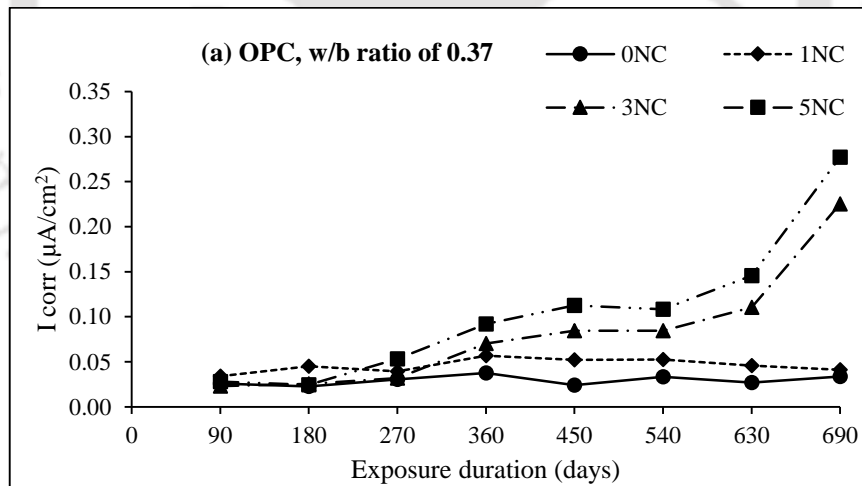 (a) OPC, w/b ratio of 0.37
0NC
1NC
3NC
5NC
0.35
0.30
0.25
0.20
0.15
0.10
0.05
0.00
I corr (µA/cm²)
0 90 180 270 360 450 540 630 690
Exposure duration (days)